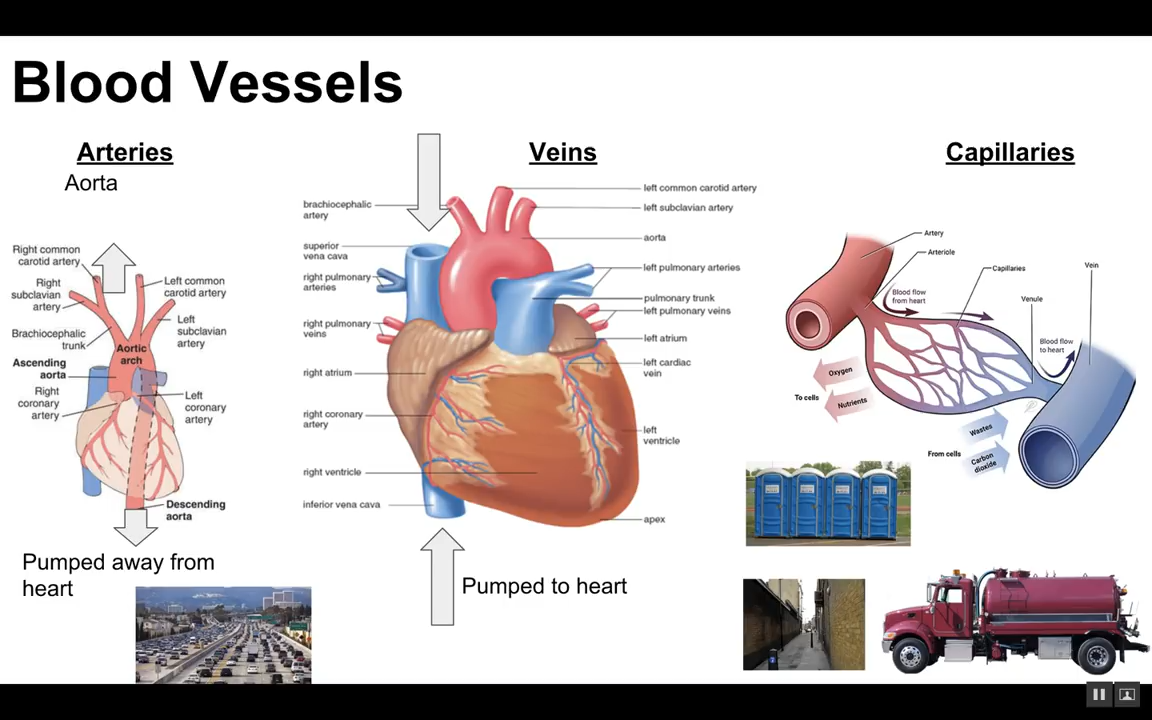 Blood Vessels
Arteries
Aorta
Right common
carotid artery
Right
subclavian
artery
Brachiocephalic
trunk
Ascending
aorta
Right
coronary
artery
Left common
carotid artery
Left
subclavian
artery
Aortic
arch
Left
coronary
artery
Descending
aorta
Pumped away from
heart
Veins
brachiocephalic
artery
superior
vena cava
right pulmonary
arteries
right pulmonary
veins
right atrium
right coronary
artery
right ventricle
inferior vena cava
left common carotid artery
left subclavian artery
aorta
left pulmonary arteries
pulmonary trunk
left pulmonary veins
left atrium
left cardiac
vein
left
ventricle
apex
Pumped to heart
Capillaries
Artery
Arteriole
Capillaries
Vein
Venule
Blood flow
from heart
Blood flow
to heart
Oxygen
To cells
Nutrients
Wastes
From cells
Carbon
dioxide